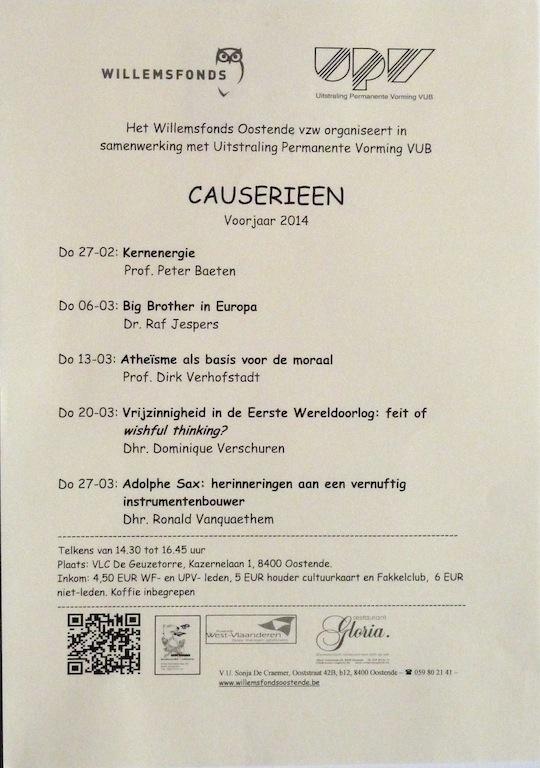 WILLEMSFONDS
UPV
Uitstraling Permanente Vorming VUB
Het Willemsfonds Oostende vzw organiseert in
samenwerking met Uitstraling Permanente Vorming VUB
CAUSERIEEN
Voorjaar 2014
Do 27-02: Kernenergie
Prof. Peter Baeten
Do 06-03: Big Brother in Europa
Dr. Raf Jespers
Do 13-03: Atheïsme als basis voor de moraal
Prof. Dirk Verhofstadt
Do 20-03: Vrijzinnigheid in de Eerste Wereldoorlog: feit of
wishful thinking?
Dhr. Dominique Verschuren
Do 27-03: Adolphe Sax: herinneringen aan een vernuftig
instrumentenbouwer
Dhr. Ronald Vanquaethem
Telkens van 14.30 tot 16.45 uur
Plaats: VLC De Geuzetorre, Kazernelaan 1, 8400 Oostende.
Inkom: 4,50 EUR WF- en UPV- leden, 5 EUR houder cultuurkaart en Fakkelclub, 6 EUR
niet-leden. Koffie inbegrepen
West-Vlaanderen
restaurant
Gloria.
V.U. Sonja De Craemer, Ooststraat 42B, b12, 8400 Oostende – ☎ 059 80 21 41 –
www.willemsfondsoostende.be